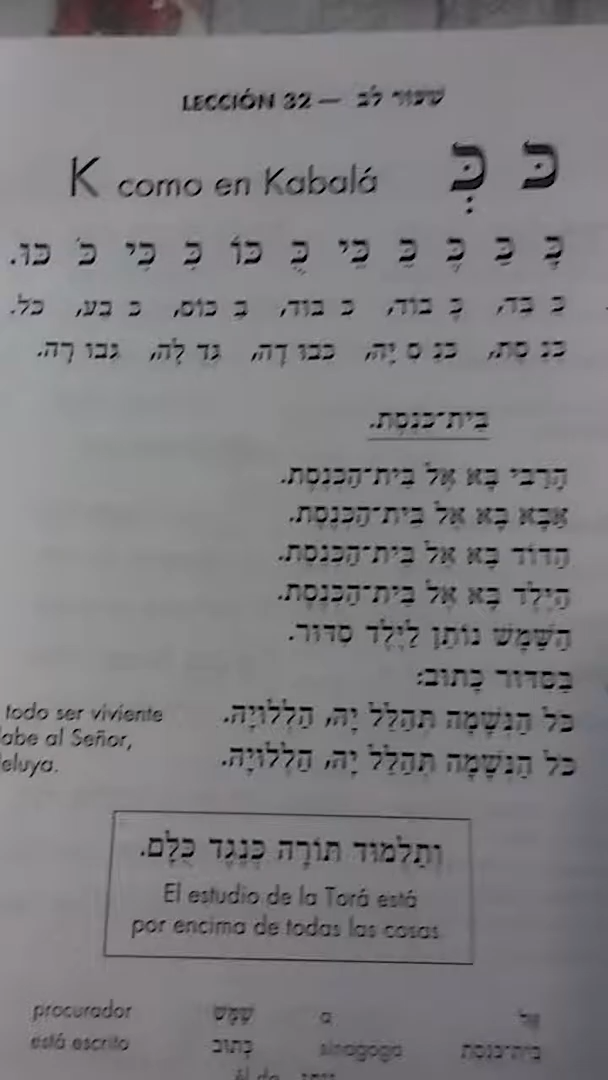 LECCIÓN 32 — שעור לב
K como en Kabalá כּ כְּ
כָּ כַּ כֶּ כֵּ כֵּי כֻּ כּוֹ כִּ כִּי כֹּ כּוּ.
בֵּית־כְּנֶסֶת.
הָרַבִּי בָּא אֶל בֵּית־הַכְּנֶסֶת.
אַבָּא בָּא אֶל בֵּית־הַכְּנֶסֶת.
הַדּוֹד בָּא אֶל בֵּית־הַכְּנֶסֶת.
הַיֶּלֶד בָּא אֶל בֵּית־הַכְּנֶסֶת.
הַשַּׁמָּשׁ נוֹתֵן לַיֶּלֶד סִדּוּר.
בַּסִּדּוּר כָּתוּב:
todo ser viviente כֹּל הַנְּשָׁמָה תְּהַלֵּל יָהּ, הַלְלוּיָהּ.
labe al Señor,
eluya. כֹּל הַנְּשָׁמָה תְּהַלֵּל יָהּ, הַלְלוּיָהּ.
וְתַלְמוּד תּוֹרָה כְּנֶגֶד כֻּלָּם.
El estudio de la Torá está
por encima de todas las cosas
procurador שַׁמָּשׁ a אֶל
está escrito כָּתוּב sinagoga בֵּית־כְּנֶסֶת